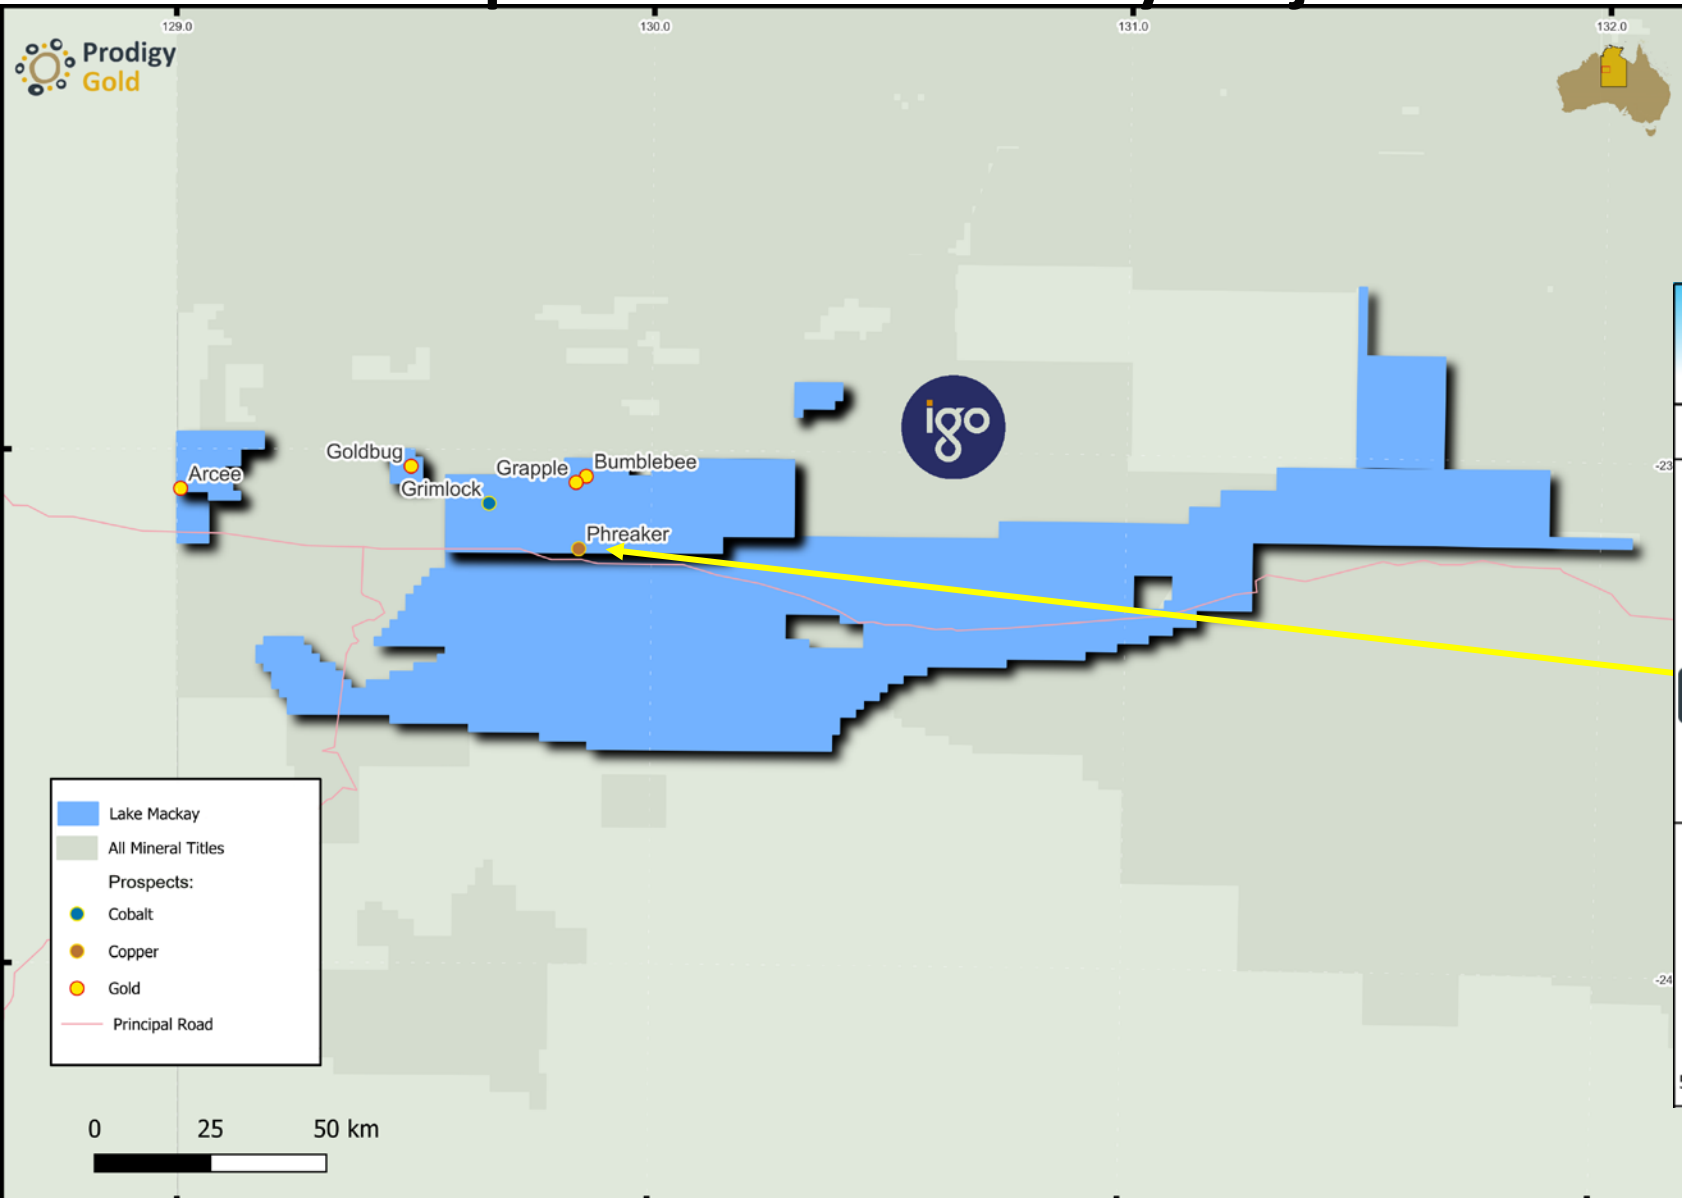 129.0
130.0
131.0
132.0
Prodigy
Gold
igo
Goldbug
Arcee
Grapple
Bumblebee
Grimlock
Phreaker
-23
-24
Lake Mackay
All Mineral Titles
Prospects:
Cobalt
Copper
Gold
Principal Road
0 25 50 km